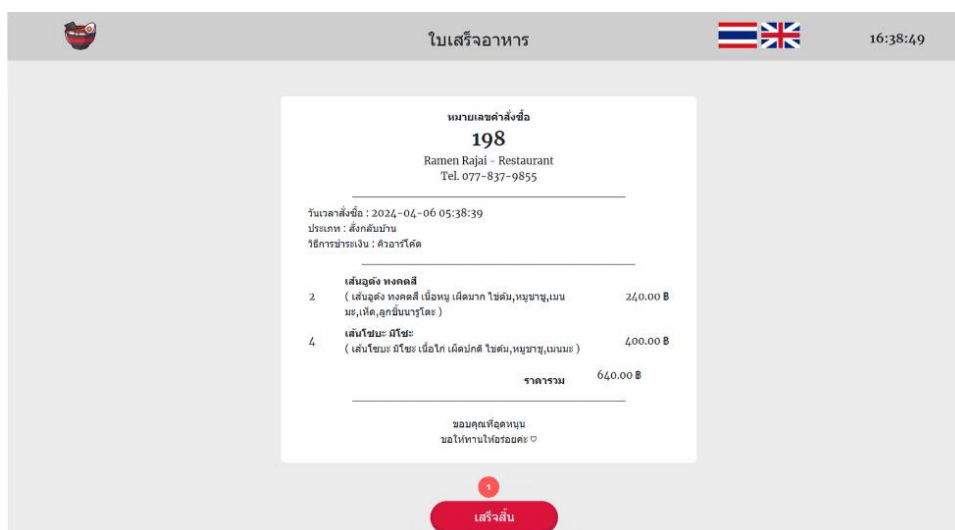 ใบเสร็จอาหาร
16:38:49
หมายเลขคำสั่งซื้อ
198
Ramen Rajai - Restaurant
Tel. 077-837-9855
วันเวลาสั่งซื้อ : 2024-04-06 05:38:39
ประเภท : สั่งกลับบ้าน
วิธีการชำระเงิน : คิวอาร์โค้ด
เส้นอูด้ง ทงคตสึ
2 ( เส้นอูด้ง ทงคตสึ เนื้อหมู เผ็ดมาก ไข่ต้ม,หมูชาชู,เมน 240.00 ฿
มะ,เห็ด,ลูกชิ้นนารูโตะ )
เส้นโซบะ มิโซะ
4 ( เส้นโซบะ มิโซะ เนื้อไก่ เผ็ดปกติ ไข่ต้ม,หมูชาชู,เมนมะ ) 400.00 ฿
ราคารวม 640.00 ฿
ขอบคุณที่อุดหนุน
ขอให้ทานให้อร่อยค่ะ ♡
1
เสร็จสิ้น